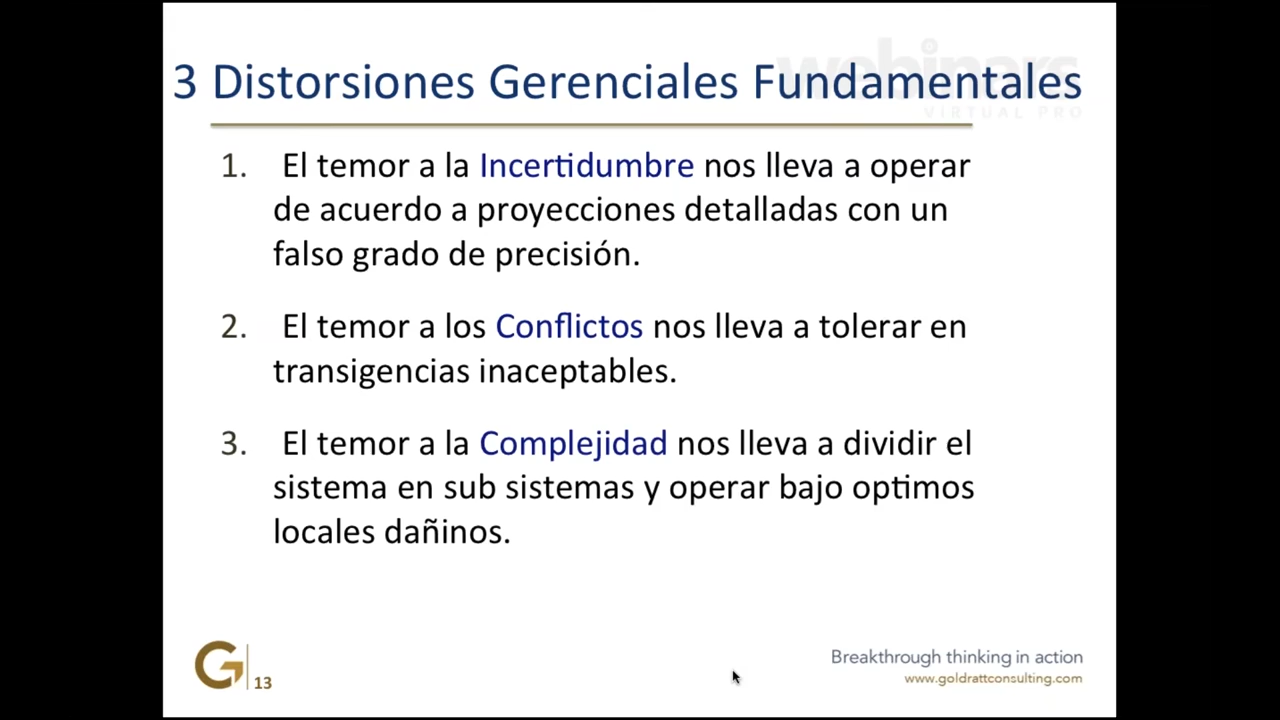 webinars
VIRTUAL PRO
3 Distorsiones Gerenciales Fundamentales
1. El temor a la Incertidumbre nos lleva a operar
de acuerdo a proyecciones detalladas con un
falso grado de precisión.
2. El temor a los Conflictos nos lleva a tolerar en
transigencias inaceptables.
3. El temor a la Complejidad nos lleva a dividir el
sistema en sub sistemas y operar bajo optimos
locales dañinos.
G
13
Breakthrough thinking in action
www.goldrattconsulting.com